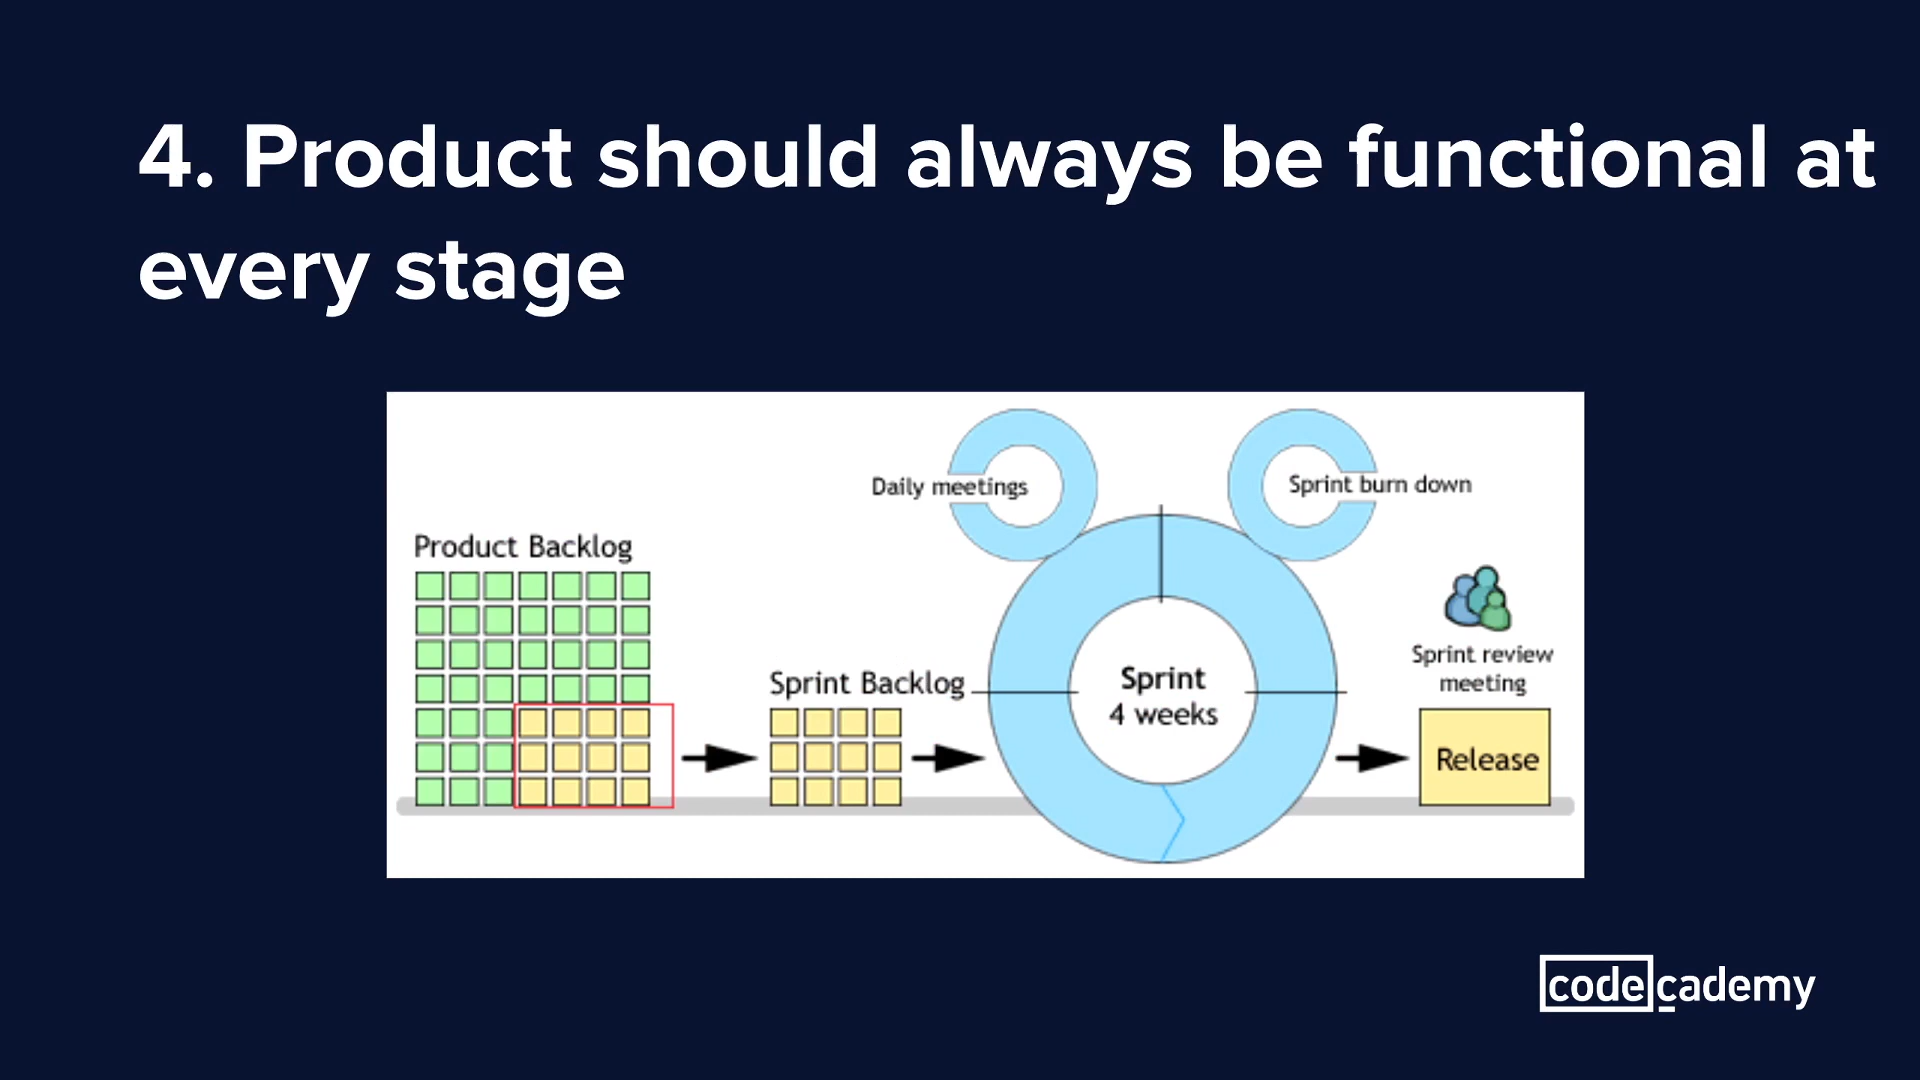 4. Product should always be functional at
every stage
Daily meetings
Sprint burn down
Product Backlog
Sprint Backlog
Sprint
4 weeks
Sprint review
meeting
Release
codecademy